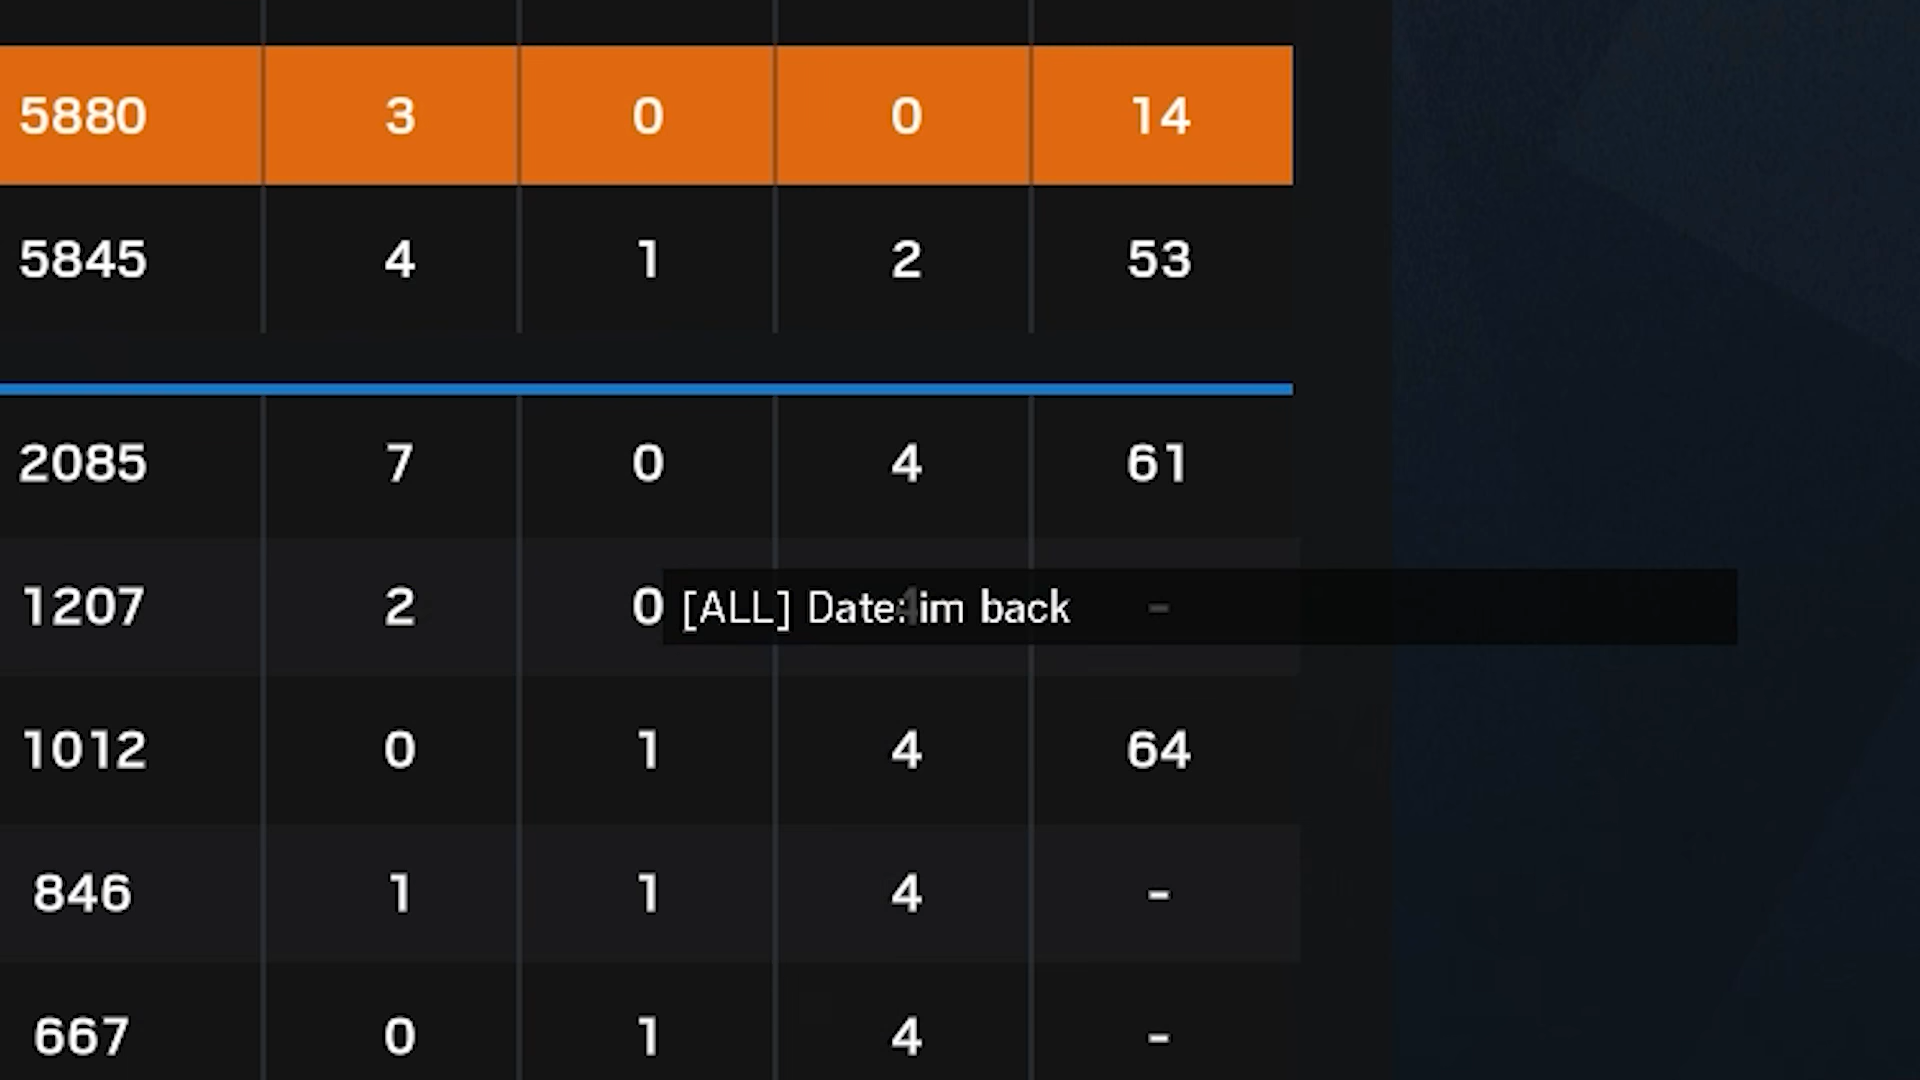 5880 3 0 0 14
5845 4 1 2 53
2085 7 0 4 61
1207 2 0 4 -
[ALL] Date: im back
1012 0 1 4 64
846 1 1 4 -
667 0 1 4 -